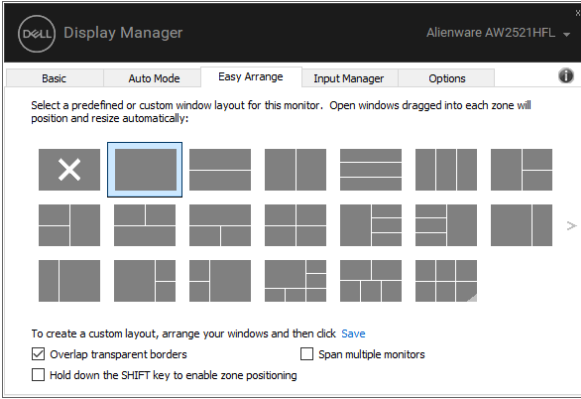 DELL Display Manager
Alienware AW2521HFL
Basic
Auto Mode
Easy Arrange
Input Manager
Options
Select a predefined or custom window layout for this monitor. Open windows dragged into each zone will
position and resize automatically:
To create a custom layout, arrange your windows and then click Save
Overlap transparent borders
Span multiple monitors
Hold down the SHIFT key to enable zone positioning